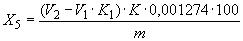 X₅ = (V₂ − V₁ · K₁) · K · 0,001274 · 100 / m